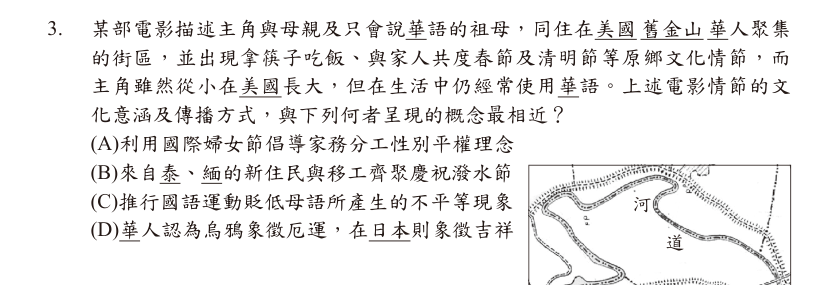 3. 某部電影描述主角與母親及只會說華語的祖母，同住在美國舊金山華人聚集
的街區，並出現拿筷子吃飯、與家人共度春節及清明節等原鄉文化情節，而
主角雖然從小在美國長大，但在生活中仍經常使用華語。上述電影情節的文
化意涵及傳播方式，與下列何者呈現的概念最相近？
(A)利用國際婦女節倡導家務分工性別平權理念
(B)來自泰、緬的新住民與移工齊聚慶祝潑水節
(C)推行國語運動貶低母語所產生的不平等現象
(D)華人認為烏鴉象徵厄運，在日本則象徵吉祥
河
道